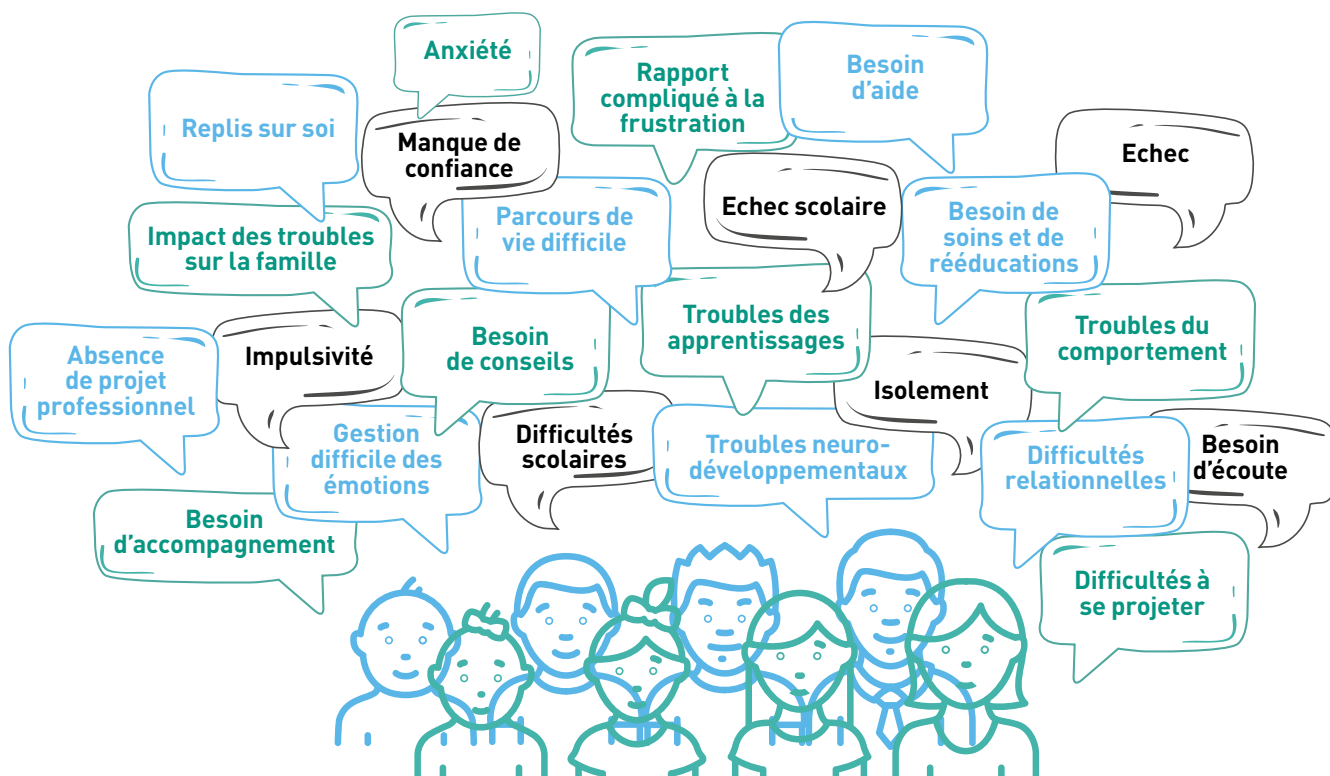 Anxiété
Rapport
compliqué à la
frustration
Besoin
d'aide
Replis sur soi
Manque de
confiance
Echec
Echec scolaire
Impact des troubles
sur la famille
Parcours de
vie difficile
Besoin de
soins et de
rééducations
Absence
de projet
professionnel
Impulsivité
Besoin
de conseils
Troubles des
apprentissages
Isolement
Troubles du
comportement
Gestion
difficile des
émotions
Difficultés
scolaires
Troubles neuro-
développementaux
Difficultés
relationnelles
Besoin
d'écoute
Besoin
d'accompagnement
Difficultés à
se projeter